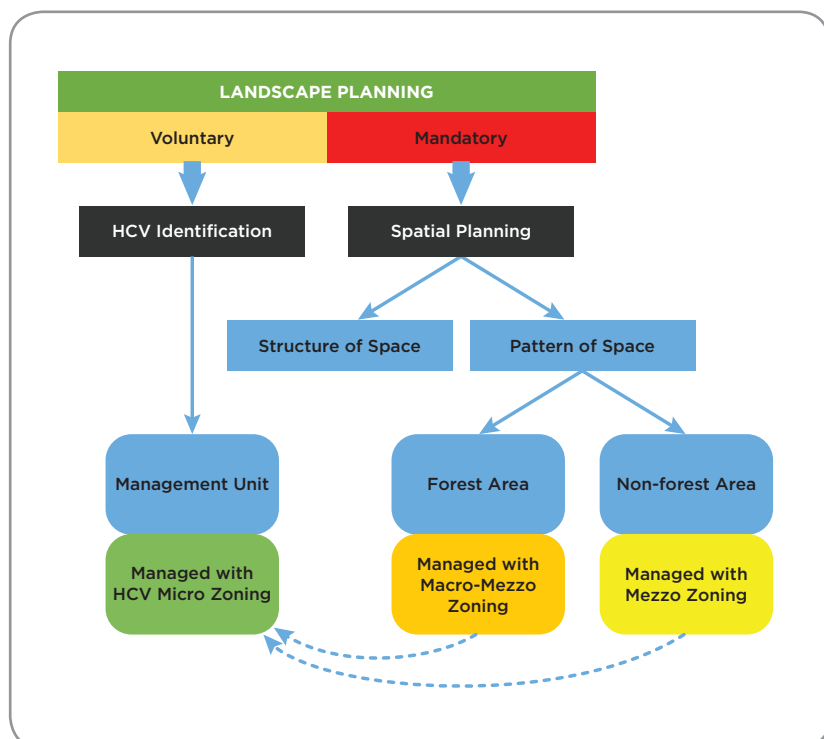 LANDSCAPE PLANNING
Voluntary
Mandatory
HCV Identification
Spatial Planning
Structure of Space
Pattern of Space
Management Unit
Forest Area
Non-forest Area
Managed with
HCV Micro Zoning
Managed with
Macro-Mezzo
Zoning
Managed with
Mezzo Zoning